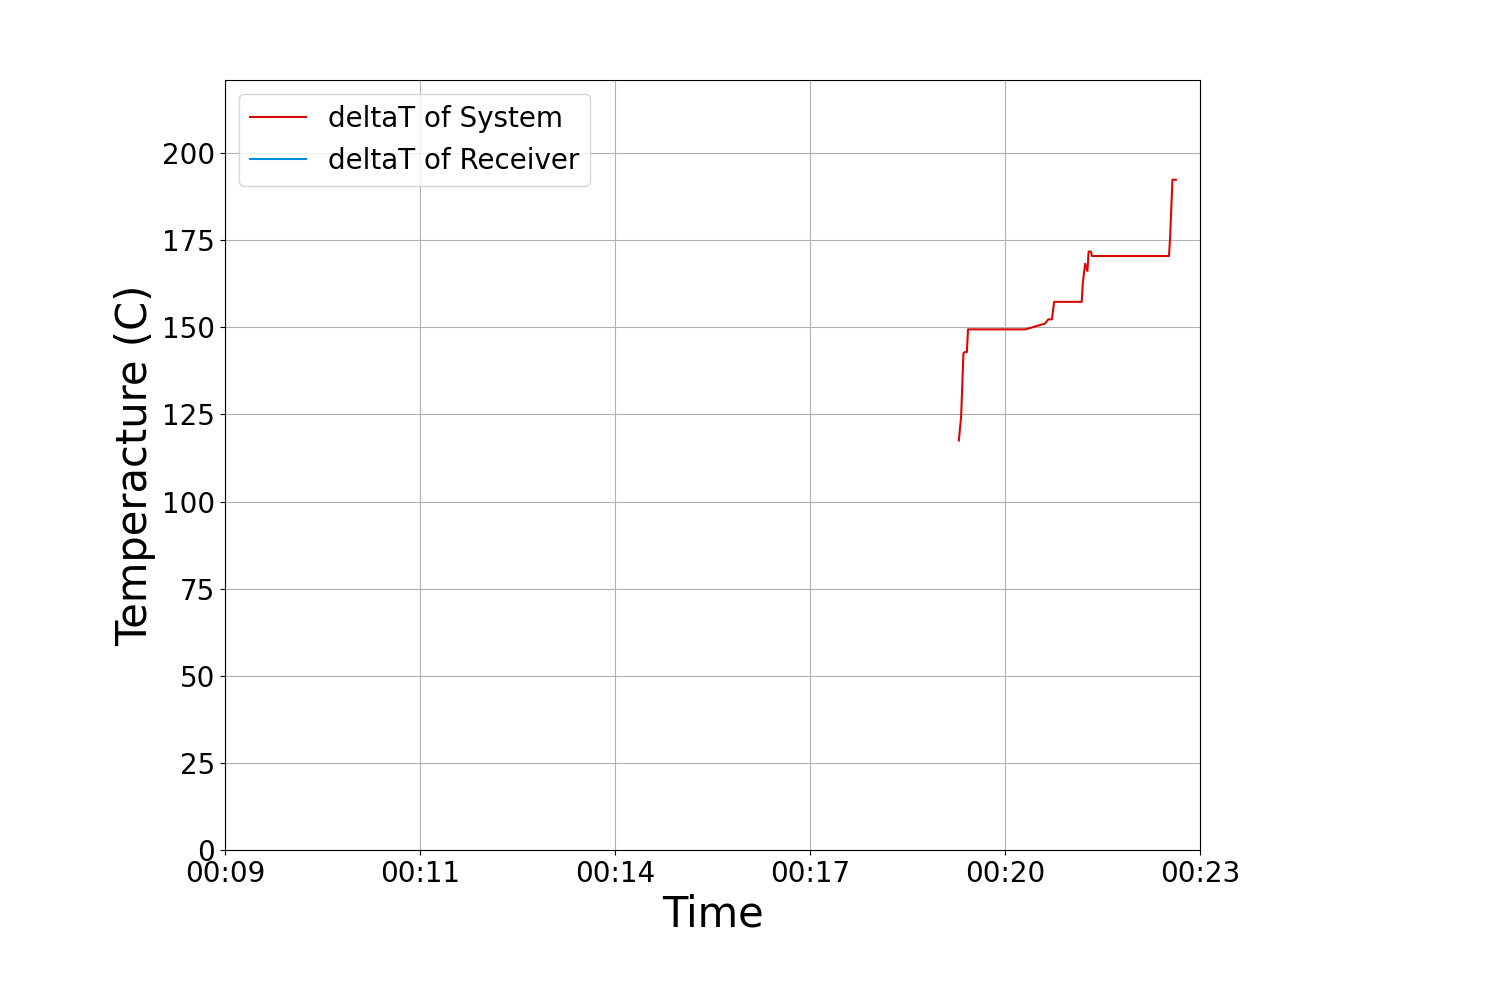 deltaT of System
deltaT of Receiver
200
175
150
125
100
75
50
25
0
Temperacture (C)
00:09 00:11 00:14 00:17 00:20 00:23
Time